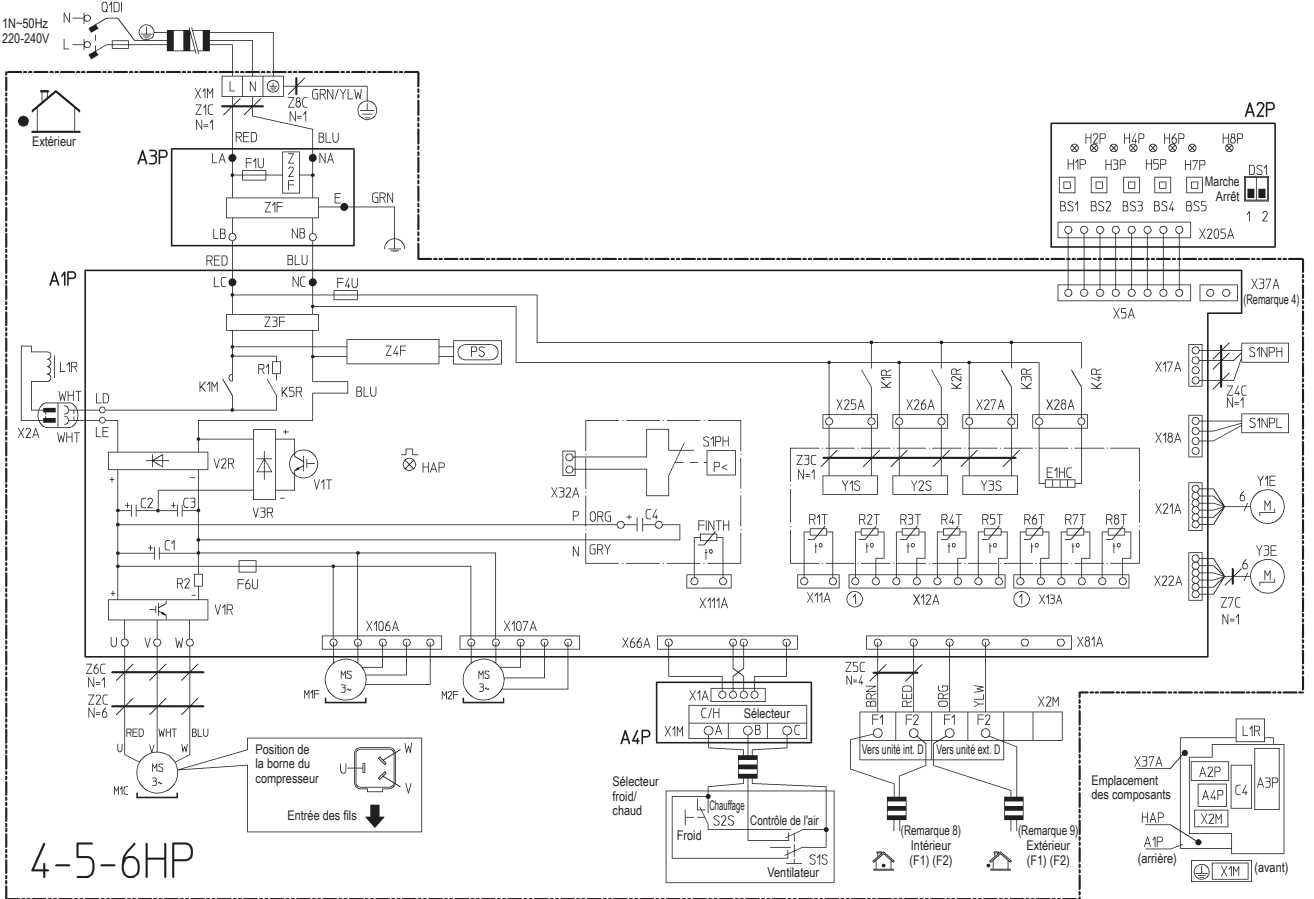 1N~50Hz
220-240V
N
L
Q1DI
X1M
L N
Z1C
N=1
Z8C
N=1
GRN/YLW
Extérieur
RED
BLU
A3P
LA
F1U
Z2F
NA
Z1F
E
GRN
LB
NB
RED
BLU
A2P
H2P H4P H6P H8P
H1P H3P H5P H7P
DS1
Marche
Arrêt
BS1 BS2 BS3 BS4 BS5
1 2
X205A
A1P
LC
NC
F4U
X5A
X37A
(Remarque 4)
Z3F
Z4F
PS
L1R
R1
K1M
K5R
BLU
WHT
LD
LE
WHT
X2A
K1R
K2R
K3R
K4R
X25A X26A X27A X28A
X17A
S1NPH
Z4C
N=1
X18A
S1NPL
V2R
+ −
+ −
V1T
V3R
HAP
+ C2
+ C3
S1PH
P<
X32A
P ORG
+ C4
N GRY
FINTH
t°
X111A
Z3C
N=1
Y1S Y2S Y3S
E1HC
R1T R2T R3T R4T R5T R6T R7T R8T
t° t° t° t° t° t° t° t°
X11A
1
X12A
1
X13A
X21A
6
Y1E
M
X22A
6
Y3E
M
Z7C
N=1
+ C1
F6U
R2
+ −
V1R
U V W
X106A
X107A
X66A
X81A
Z6C
N=1
Z2C
N=6
MS
3~
M1F
MS
3~
M2F
RED WHT BLU
U V W
MS
3~
M1C
Position de
la borne du
compresseur
U
W
V
Entrée des fils
X1A
C/H Sélecteur
X1M
A B C
A4P
Sélecteur
froid/
chaud
Chauffage
S2S
Froid
Contrôle de l'air
S1S
Ventilateur
Z5C
N=4
BRN
RED
ORG
YLW
X2M
F1 F2 F1 F2
Vers unité int. D
Vers unité ext. D
(Remarque 8)
Intérieur
(F1) (F2)
(Remarque 9)
Extérieur
(F1) (F2)
L1R
X37A
Emplacement
des composants
A2P
A4P
C4
A3P
X2M
HAP
A1P
(arrière)
X1M
(avant)
4-5-6HP